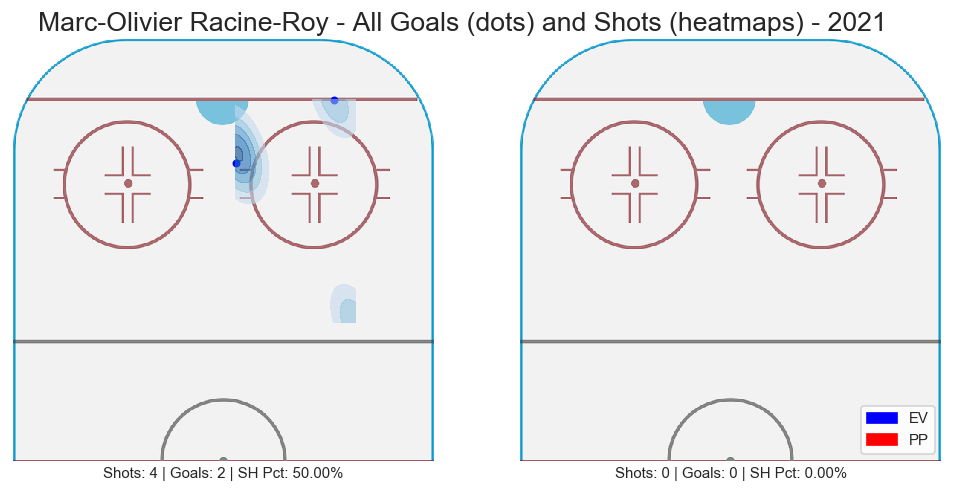 Marc-Olivier Racine-Roy - All Goals (dots) and Shots (heatmaps) - 2021
EV
PP
Shots: 4 | Goals: 2 | SH Pct: 50.00%
Shots: 0 | Goals: 0 | SH Pct: 0.00%